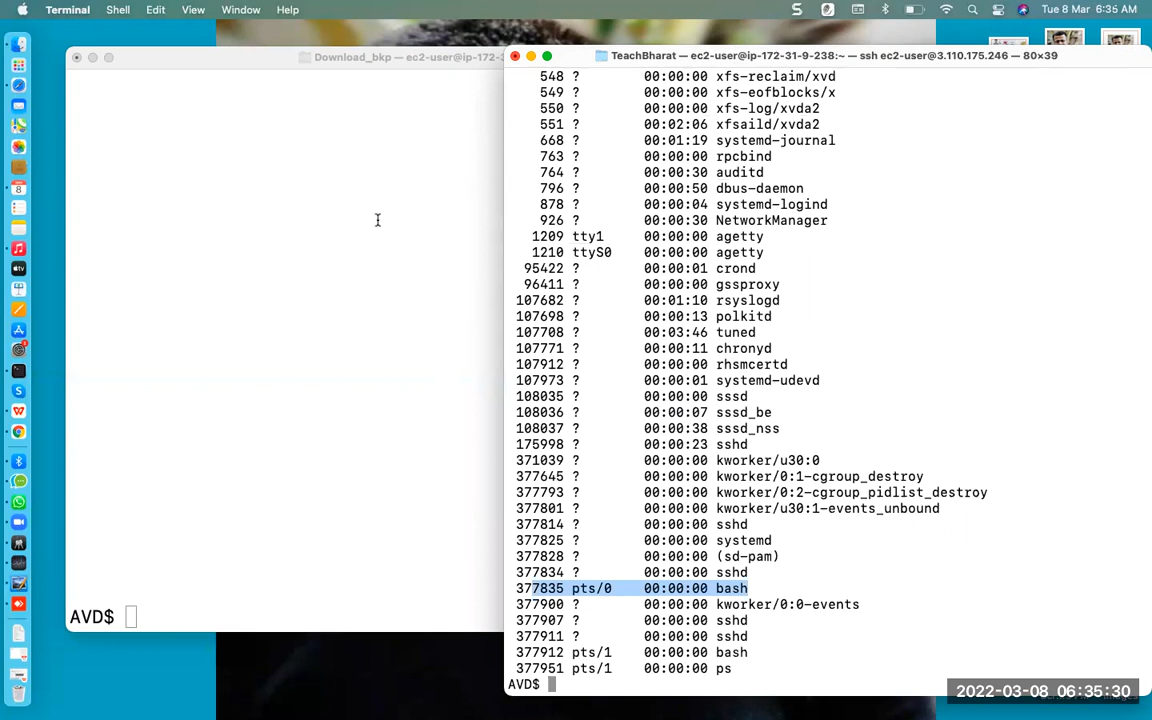 Terminal Shell Edit View Window Help
Tue 8 Mar 6:35 AM
8
Download_bkp — ec2-user@ip-172-3
TeachBharat — ec2-user@ip-172-31-9-238:~ — ssh ec2-user@3.110.175.246 — 80×39
548 ? 00:00:00 xfs-reclaim/xvd
549 ? 00:00:00 xfs-eofblocks/x
550 ? 00:00:00 xfs-log/xvda2
551 ? 00:02:06 xfsaild/xvda2
668 ? 00:01:19 systemd-journal
763 ? 00:00:00 rpcbind
764 ? 00:00:30 auditd
796 ? 00:00:50 dbus-daemon
878 ? 00:00:04 systemd-logind
926 ? 00:00:30 NetworkManager
1209 tty1 00:00:00 agetty
1210 ttyS0 00:00:00 agetty
95422 ? 00:00:01 crond
96411 ? 00:00:00 gssproxy
107682 ? 00:01:10 rsyslogd
107698 ? 00:00:13 polkitd
107708 ? 00:03:46 tuned
107771 ? 00:00:11 chronyd
107912 ? 00:00:00 rhsmcertd
107973 ? 00:00:01 systemd-udevd
108035 ? 00:00:00 sssd
108036 ? 00:00:07 sssd_be
108037 ? 00:00:38 sssd_nss
175998 ? 00:00:23 sshd
371039 ? 00:00:00 kworker/u30:0
377645 ? 00:00:00 kworker/0:1-cgroup_destroy
377793 ? 00:00:00 kworker/0:2-cgroup_pidlist_destroy
377801 ? 00:00:00 kworker/u30:1-events_unbound
377814 ? 00:00:00 sshd
377825 ? 00:00:00 systemd
377828 ? 00:00:00 (sd-pam)
377834 ? 00:00:00 sshd
377835 pts/0 00:00:00 bash
377900 ? 00:00:00 kworker/0:0-events
377907 ? 00:00:00 sshd
377911 ? 00:00:00 sshd
377912 pts/1 00:00:00 bash
377951 pts/1 00:00:00 ps
AVD$
AVD$
2022-03-08 06:35:30